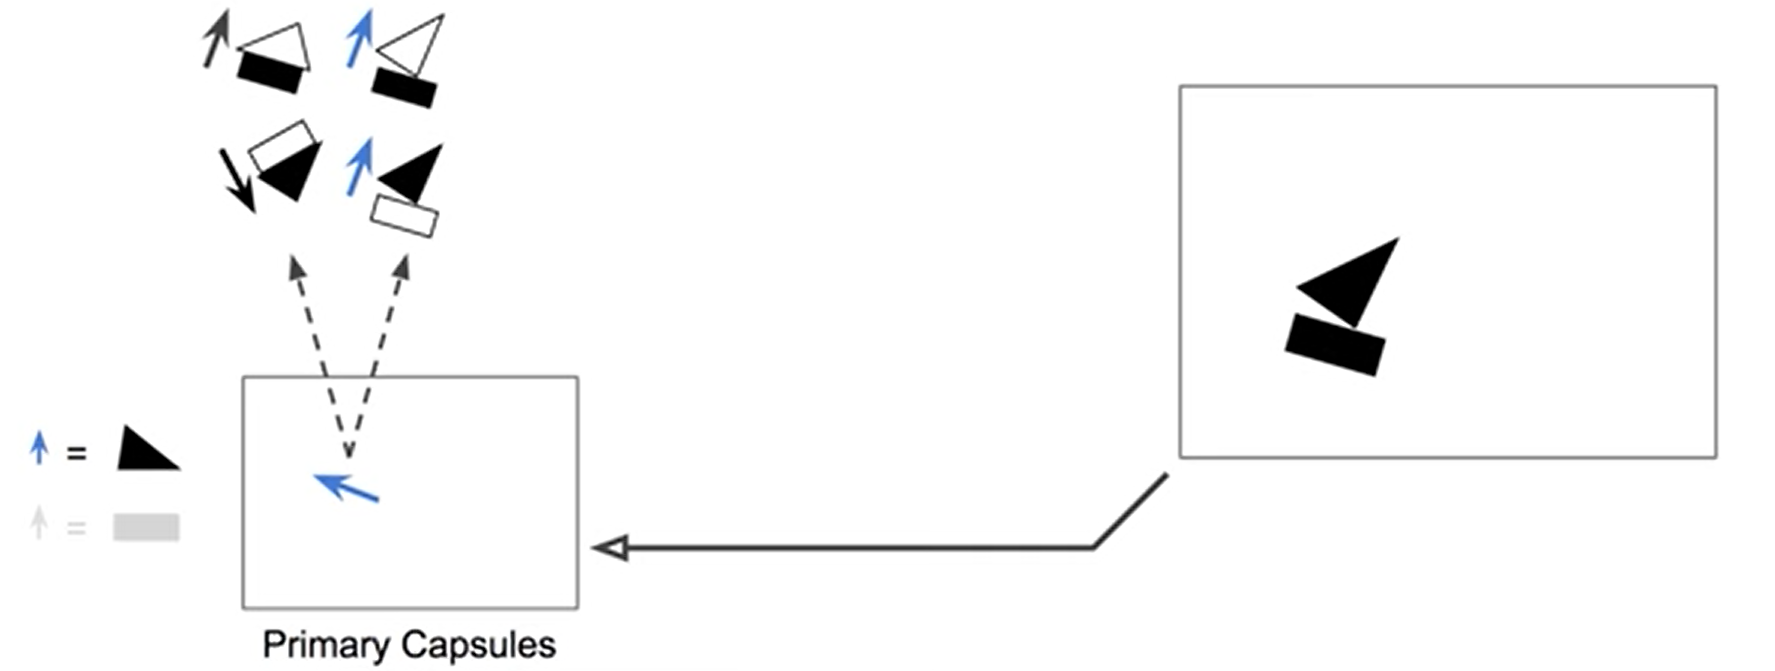 =
=
Primary Capsules